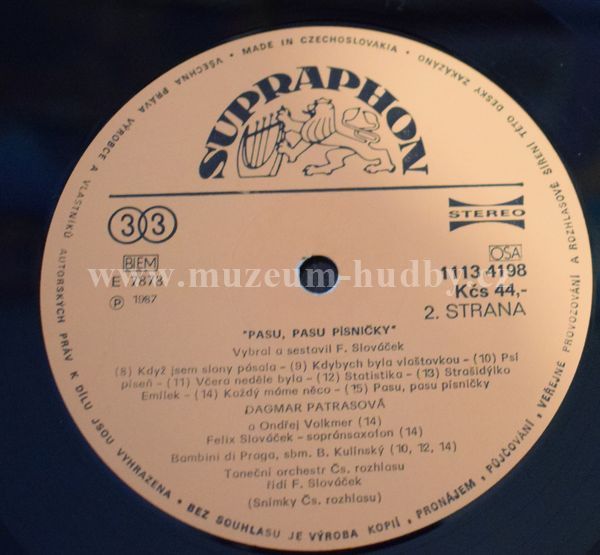 VŠECHNA PRÁVA VÝROBCE A VLASTNÍKŮ AUTORSKÝCH PRÁV K DÍLU JSOU VYHRAZENA • BEZ SOUHLASU JE VÝROBA KOPIÍ, PRONÁJEM, PŮJČOVÁNÍ, VEŘEJNÉ PROVOZOVÁNÍ A ROZHLASOVÉ ŠÍŘENÍ TÉTO DESKY ZAKÁZÁNO • MADE IN CZECHOSLOVAKIA •
SUPRAPHON
33
STEREO
BIEM
OSA
E 7878
1113 4198
℗ 1987
Kčs 44,-
2. STRANA
www.muzeum-hudby.cz
"PASU, PASU PÍSNIČKY"
Vybral a sestavil F. Slováček
(8) Když jsem slony pásala - (9) Kdybych byla vlaštovkou - (10) Psí
píseň - (11) Včera neděle byla - (12) Statistika - (13) Strašidýlko
Emílek - (14) Každý máme něco - (15) Pasu, pasu písničky
DAGMAR PATRASOVÁ
a Ondřej Volkmer (14)
Felix Slováček - sopránsaxofon (14)
Bambini di Praga, sbm. B. Kulínský (10, 12, 14)
Taneční orchestr Čs. rozhlasu
řídí F. Slováček
(Snímky Čs. rozhlasu)